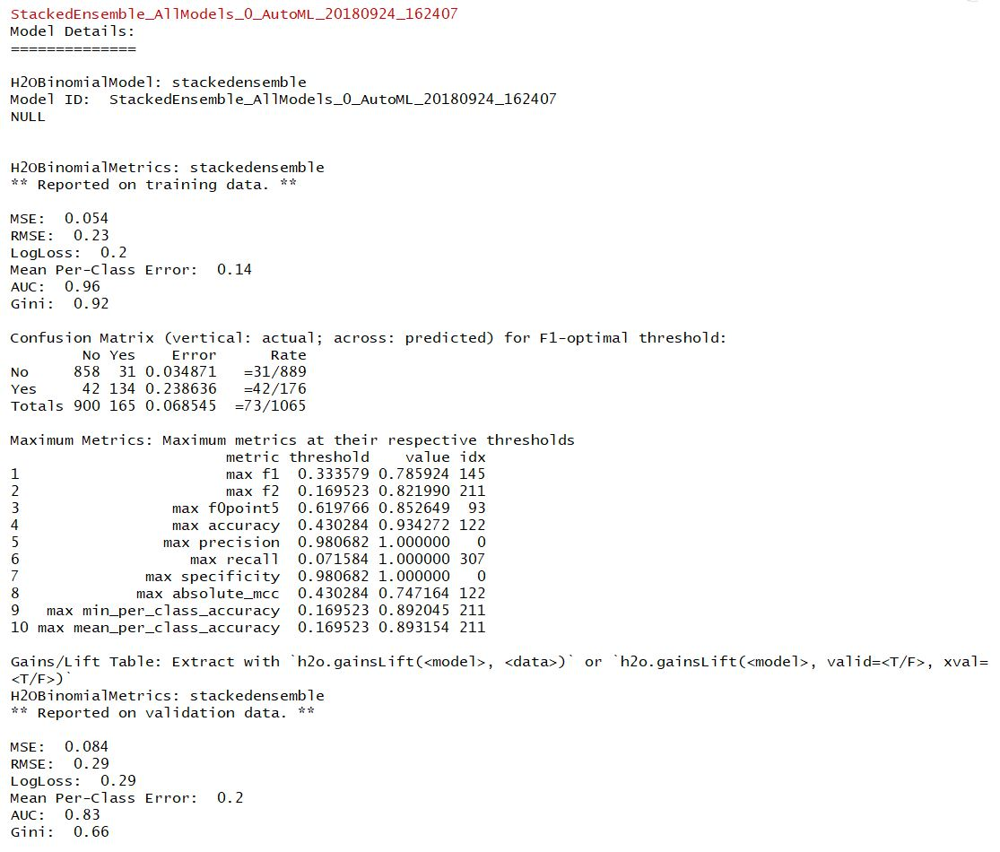 StackedEnsemble_AllModels_0_AutoML_20180924_162407
Model Details:
==============
H2OBinomialModel: stackedensemble
Model ID:  StackedEnsemble_AllModels_0_AutoML_20180924_162407
NULL
H2OBinomialMetrics: stackedensemble
** Reported on training data. **
MSE:  0.054
RMSE:  0.23
LogLoss:  0.2
Mean Per-Class Error:  0.14
AUC:  0.96
Gini:  0.92
Confusion Matrix (vertical: actual; across: predicted) for F1-optimal threshold:
        No Yes    Error      Rate
No     858  31 0.034871   =31/889
Yes     42 134 0.238636   =42/176
Totals 900 165 0.068545  =73/1065
Maximum Metrics: Maximum metrics at their respective thresholds
                        metric threshold    value idx
1                       max f1  0.333579 0.785924 145
2                       max f2  0.169523 0.821990 211
3                 max f0point5  0.619766 0.852649  93
4                 max accuracy  0.430284 0.934272 122
5                max precision  0.980682 1.000000   0
6                   max recall  0.071584 1.000000 307
7              max specificity  0.980682 1.000000   0
8             max absolute_mcc  0.430284 0.747164 122
9   max min_per_class_accuracy  0.169523 0.892045 211
10 max mean_per_class_accuracy  0.169523 0.893154 211
Gains/Lift Table: Extract with `h2o.gainsLift(<model>, <data>)` or `h2o.gainsLift(<model>, valid=<T/F>, xval=
<T/F>)`
H2OBinomialMetrics: stackedensemble
** Reported on validation data. **
MSE:  0.084
RMSE:  0.29
LogLoss:  0.29
Mean Per-Class Error:  0.2
AUC:  0.83
Gini:  0.66